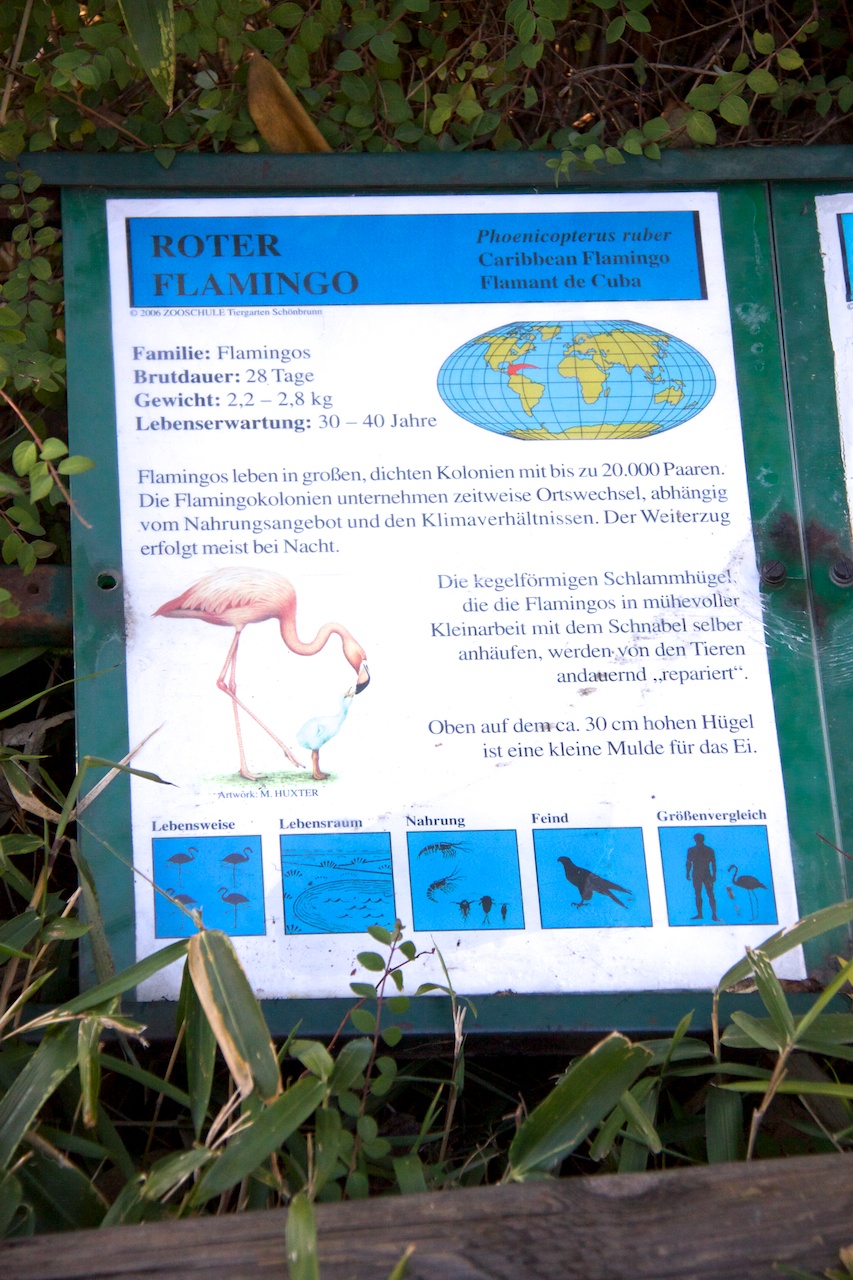 ROTER
FLAMINGO
Phoenicopterus ruber
Caribbean Flamingo
Flamant de Cuba
© 2006 ZOOSCHULE Tiergarten Schönbrunn
Familie: Flamingos
Brutdauer: 28 Tage
Gewicht: 2,2 – 2,8 kg
Lebenserwartung: 30 – 40 Jahre
Flamingos leben in großen, dichten Kolonien mit bis zu 20.000 Paaren.
Die Flamingokolonien unternehmen zeitweise Ortswechsel, abhängig
vom Nahrungsangebot und den Klimaverhältnissen. Der Weiterzug
erfolgt meist bei Nacht.
Die kegelförmigen Schlammhügel,
die die Flamingos in mühevoller
Kleinarbeit mit dem Schnabel selber
anhäufen, werden von den Tieren
andauernd „repariert“.
Oben auf dem ca. 30 cm hohen Hügel
ist eine kleine Mulde für das Ei.
Artwork: M. HUXTER
Lebensweise
Lebensraum
Nahrung
Feind
Größenvergleich